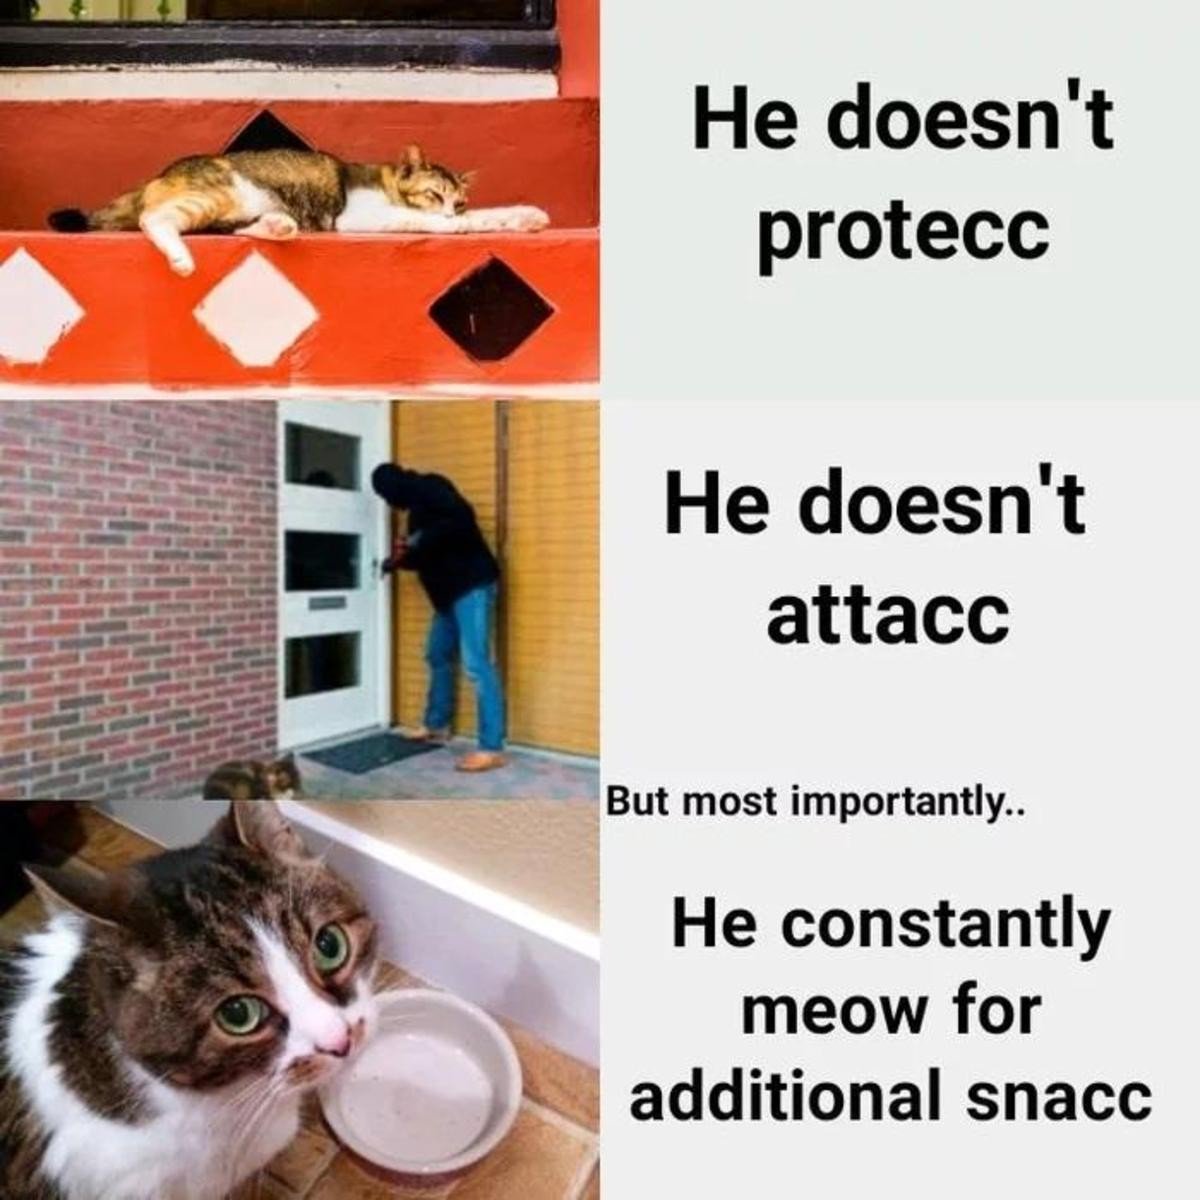 He doesn't
protecc
He doesn't
attacc
But most importantly..
He constantly
meow for
additional snacc